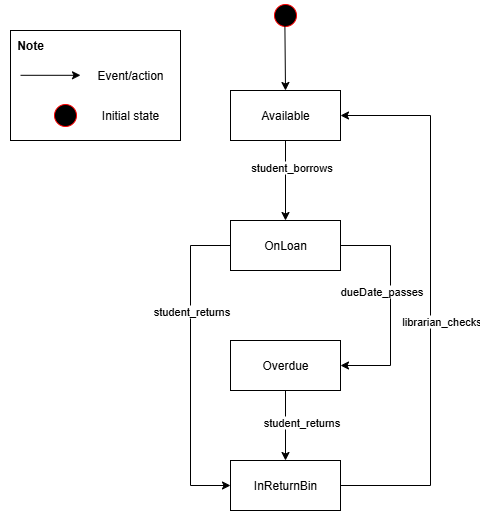 Note
Event/action
Initial state
Available
student_borrows
OnLoan
dueDate_passes
student_returns
librarian_checks
Overdue
student_returns
InReturnBin